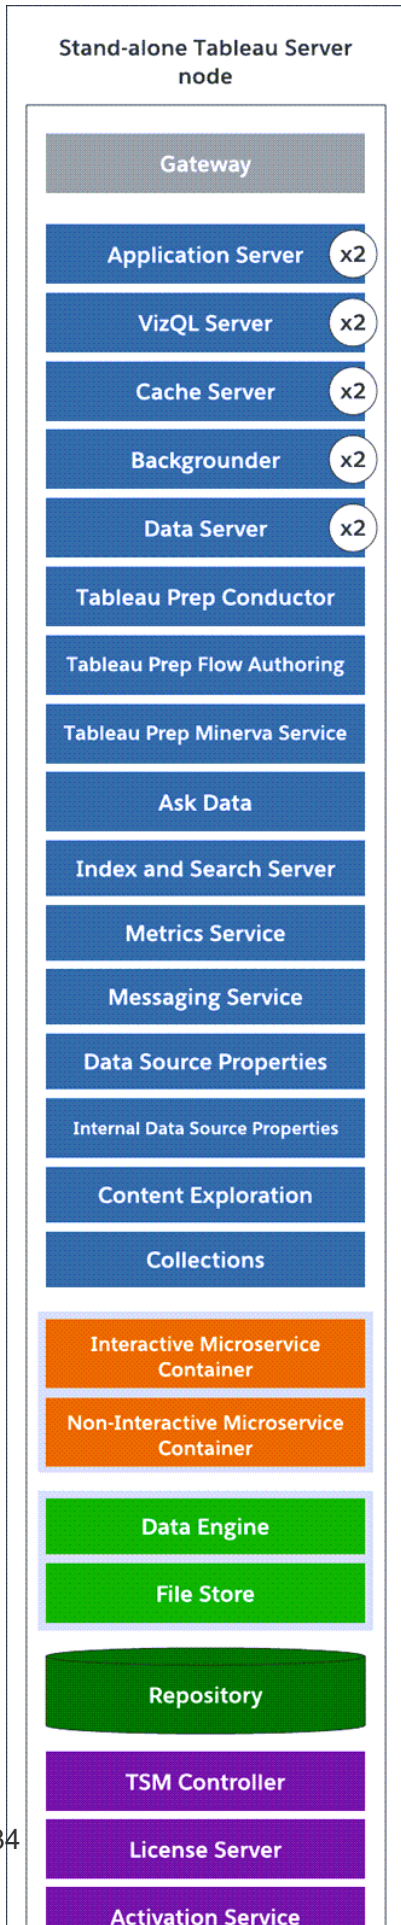 Stand-alone Tableau Server
node
Gateway
Application Server x2
VizQL Server x2
Cache Server x2
Backgrounder x2
Data Server x2
Tableau Prep Conductor
Tableau Prep Flow Authoring
Tableau Prep Minerva Service
Ask Data
Index and Search Server
Metrics Service
Messaging Service
Data Source Properties
Internal Data Source Properties
Content Exploration
Collections
Interactive Microservice
Container
Non-Interactive Microservice
Container
Data Engine
File Store
Repository
TSM Controller
License Server
Activation Service